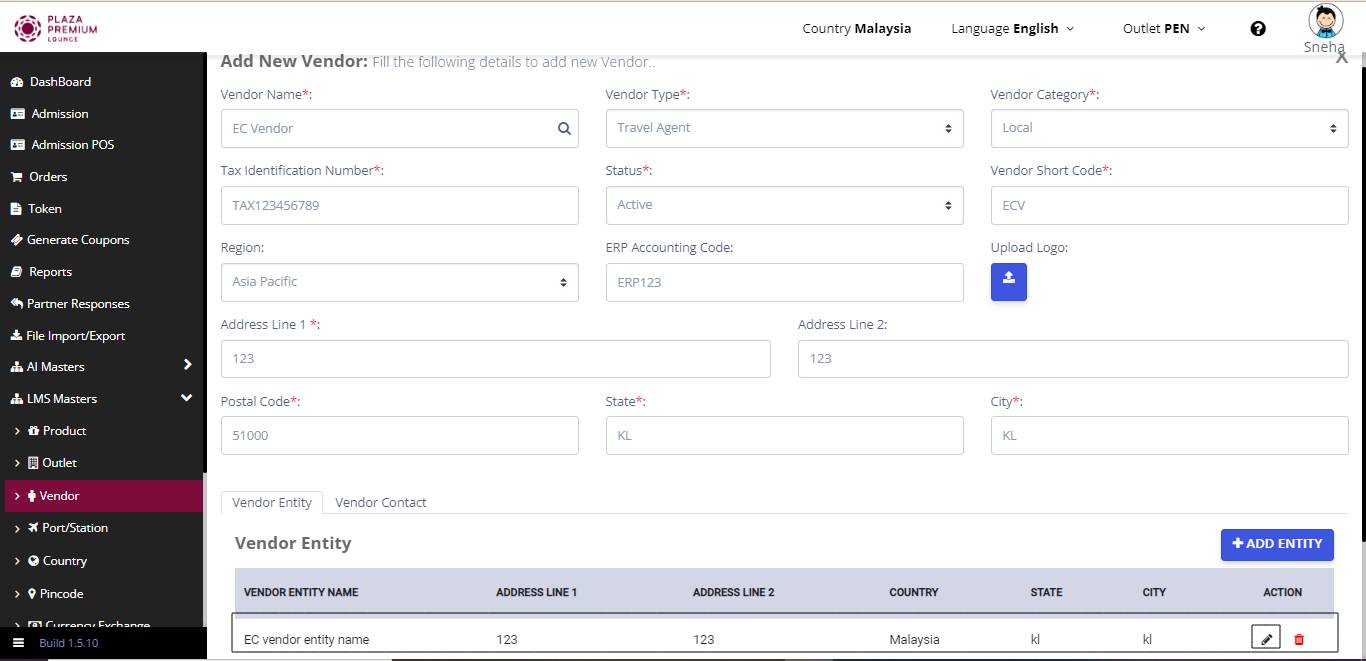 PLAZA
PREMIUM
LOUNGE
Country Malaysia
Language English
Outlet PEN
Sneha
DashBoard
Admission
Admission POS
Orders
Token
Generate Coupons
Reports
Partner Responses
File Import/Export
AI Masters
LMS Masters
Product
Outlet
Vendor
Port/Station
Country
Pincode
Currency Exchange
Build 1.5.10
Add New Vendor: Fill the following details to add new Vendor..
X
Vendor Name*: Vendor Type*: Vendor Category*:
EC Vendor Travel Agent Local
Tax Identification Number*: Status*: Vendor Short Code*:
TAX123456789 Active ECV
Region: ERP Accounting Code: Upload Logo:
Asia Pacific ERP123
Address Line 1 *: Address Line 2:
123 123
Postal Code*: State*: City*:
51000 KL KL
Vendor Entity Vendor Contact
Vendor Entity
+ ADD ENTITY
VENDOR ENTITY NAME ADDRESS LINE 1 ADDRESS LINE 2 COUNTRY STATE CITY ACTION
EC vendor entity name 123 123 Malaysia kl kl